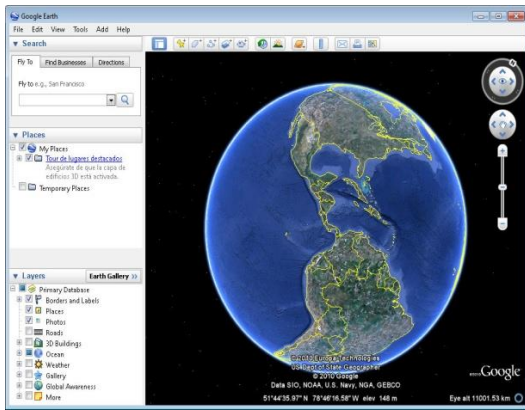 Google Earth
File Edit View Tools Add Help
Search
Fly To Find Businesses Directions
Fly to e.g., San Francisco
Places
My Places
Tour de lugares destacados
Asegúrate de que la capa de
edificios 3D está activada.
Temporary Places
Layers Earth Gallery >>
Primary Database
Borders and Labels
Places
Photos
Roads
3D Buildings
Ocean
Weather
Gallery
Global Awareness
More
© 2010 Europa Technologies
US Dept of State Geographer
© 2010 Google
Data SIO, NOAA, U.S. Navy, NGA, GEBCO
Google
51°44'35.97" N 78°46'16.58" W elev 148 m Eye alt 11001.53 km